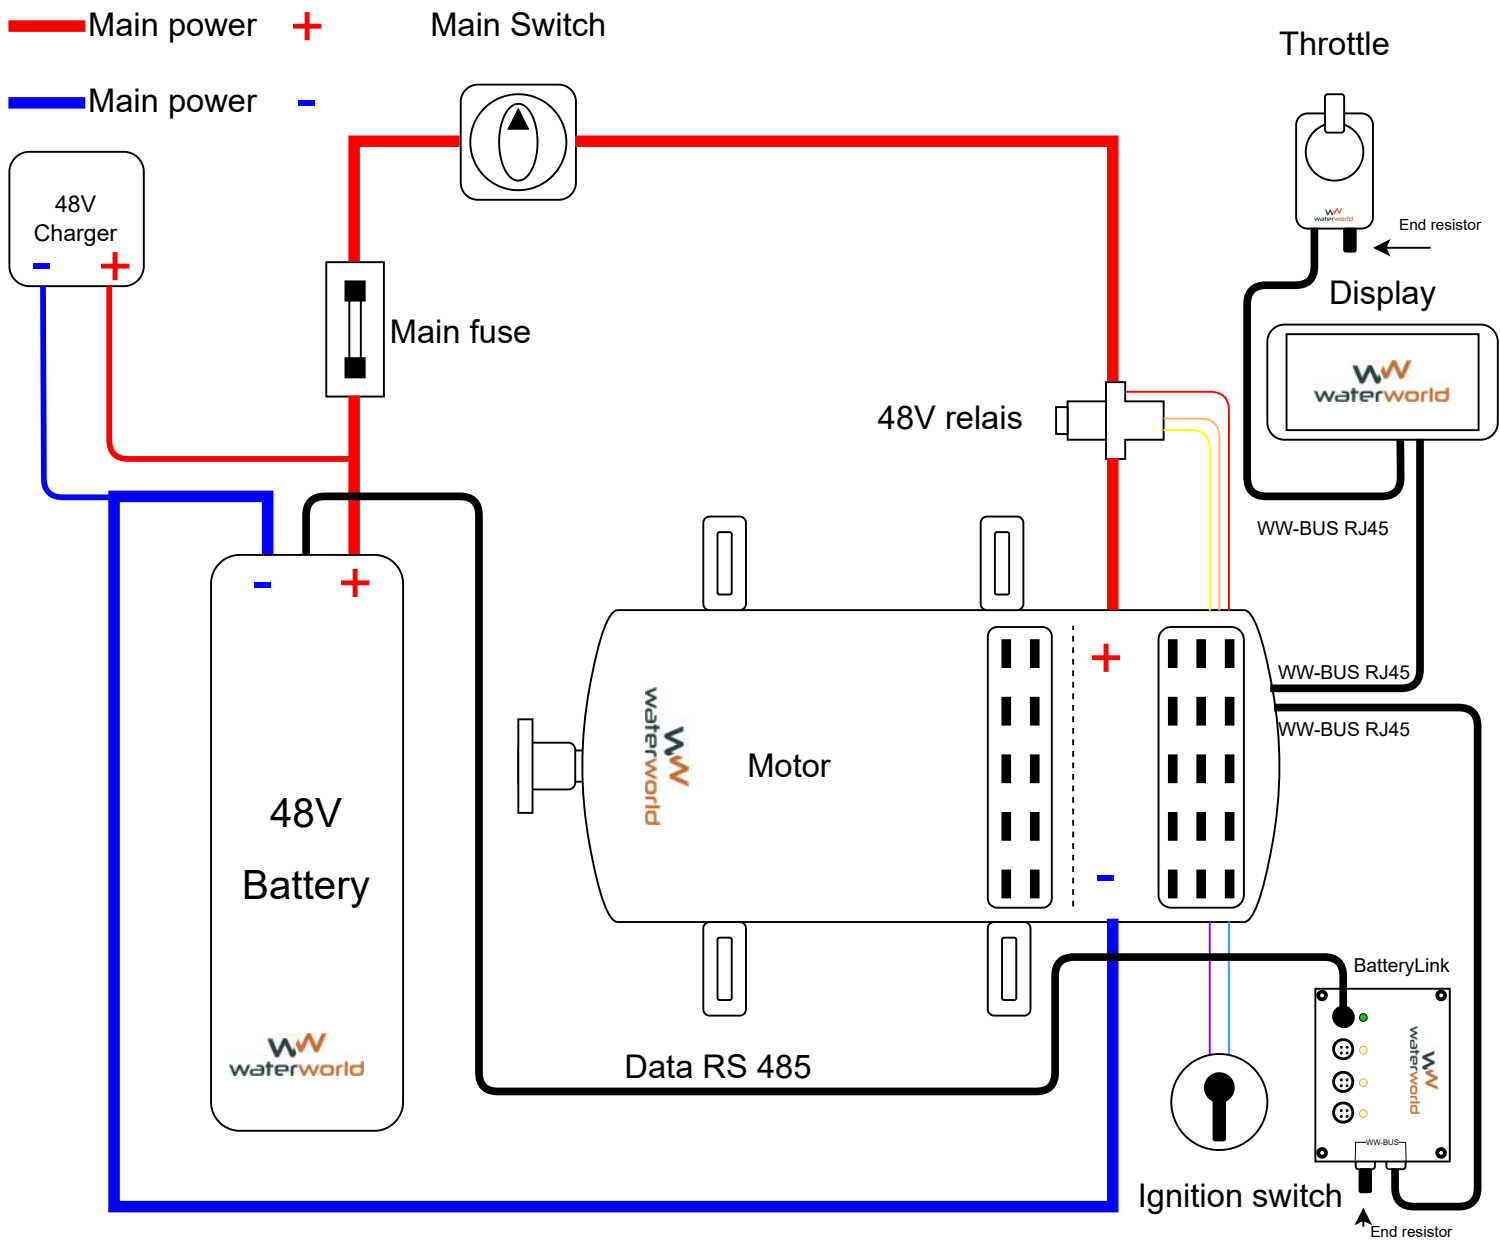 Main power +
Main Switch
Throttle
Main power -
48V
Charger
- +
waterworld
End resistor
Display
Main fuse
waterworld
48V relais
WW-BUS RJ45
- +
+
WW-BUS RJ45
WW-BUS RJ45
waterworld
Motor
48V
Battery
-
BatteryLink
waterworld
Data RS 485
waterworld
WW-BUS
Ignition switch
End resistor